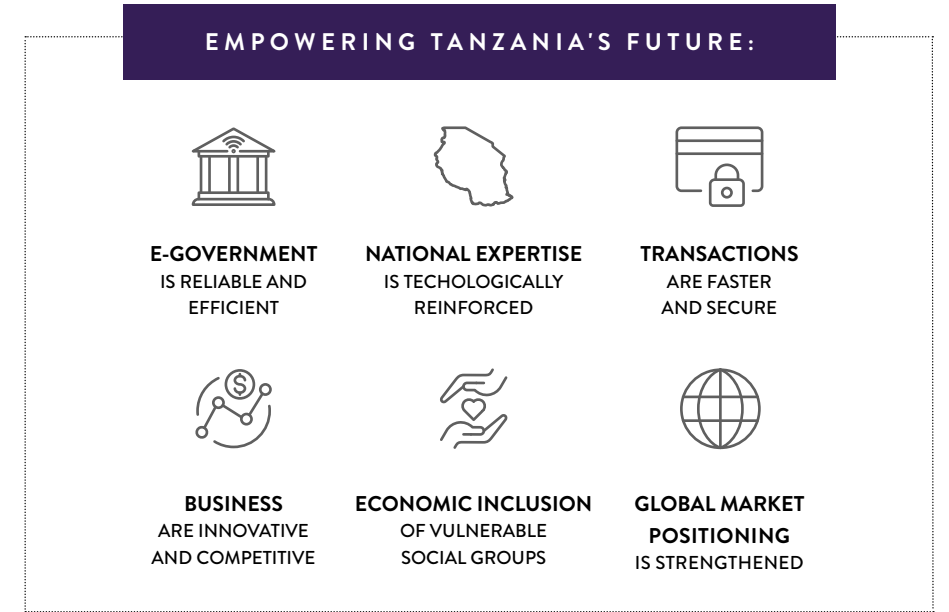 EMPOWERING TANZANIA'S FUTURE:
E-GOVERNMENT
IS RELIABLE AND
EFFICIENT
NATIONAL EXPERTISE
IS TECHOLOGICALLY
REINFORCED
TRANSACTIONS
ARE FASTER
AND SECURE
BUSINESS
ARE INNOVATIVE
AND COMPETITIVE
ECONOMIC INCLUSION
OF VULNERABLE
SOCIAL GROUPS
GLOBAL MARKET
POSITIONING
IS STRENGTHENED